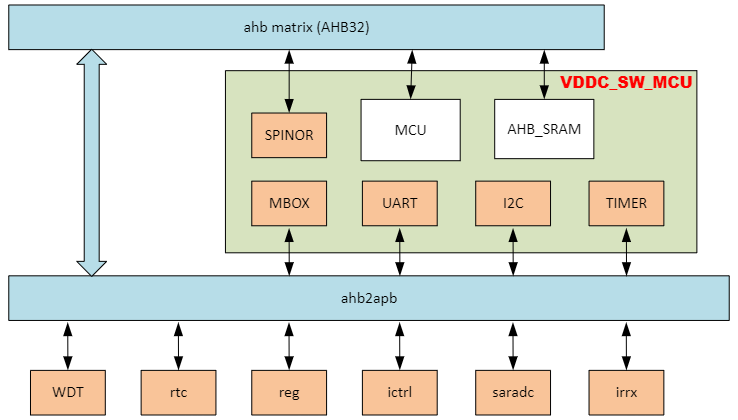 ahb matrix (AHB32)
VDDC_SW_MCU
SPINOR
MCU
AHB_SRAM
MBOX
UART
I2C
TIMER
ahb2apb
WDT
rtc
reg
ictrl
saradc
irrx